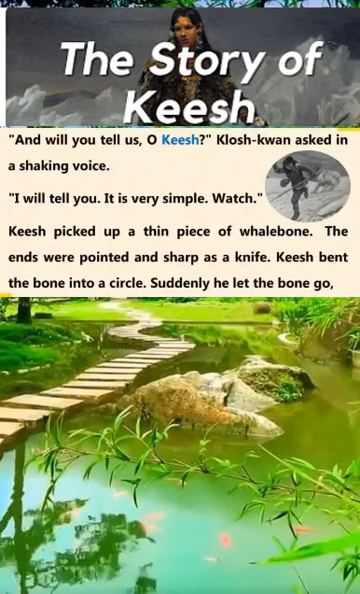 The Story of
Keesh
"And will you tell us, O Keesh?" Klosh-kwan asked in
a shaking voice.
"I will tell you. It is very simple. Watch."
Keesh picked up a thin piece of whalebone. The
ends were pointed and sharp as a knife. Keesh bent
the bone into a circle. Suddenly he let the bone go,